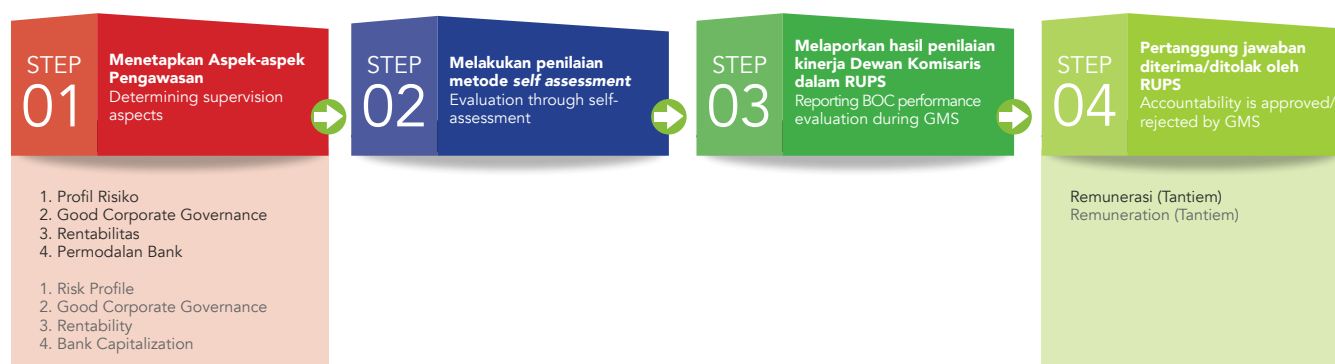 STEP
01
Menetapkan Aspek-aspek
Pengawasan
Determining supervision
aspects
STEP
02
Melakukan penilaian
metode self assessment
Evaluation through self-
assessment
STEP
03
Melaporkan hasil penilaian
kinerja Dewan Komisaris
dalam RUPS
Reporting BOC performance
evaluation during GMS
STEP
04
Pertanggung jawaban
diterima/ditolak oleh
RUPS
Accountability is approved/
rejected by GMS
1. Profil Risiko
2. Good Corporate Governance
3. Rentabilitas
4. Permodalan Bank
1. Risk Profile
2. Good Corporate Governance
3. Rentability
4. Bank Capitalization
Remunerasi (Tantiem)
Remuneration (Tantiem)